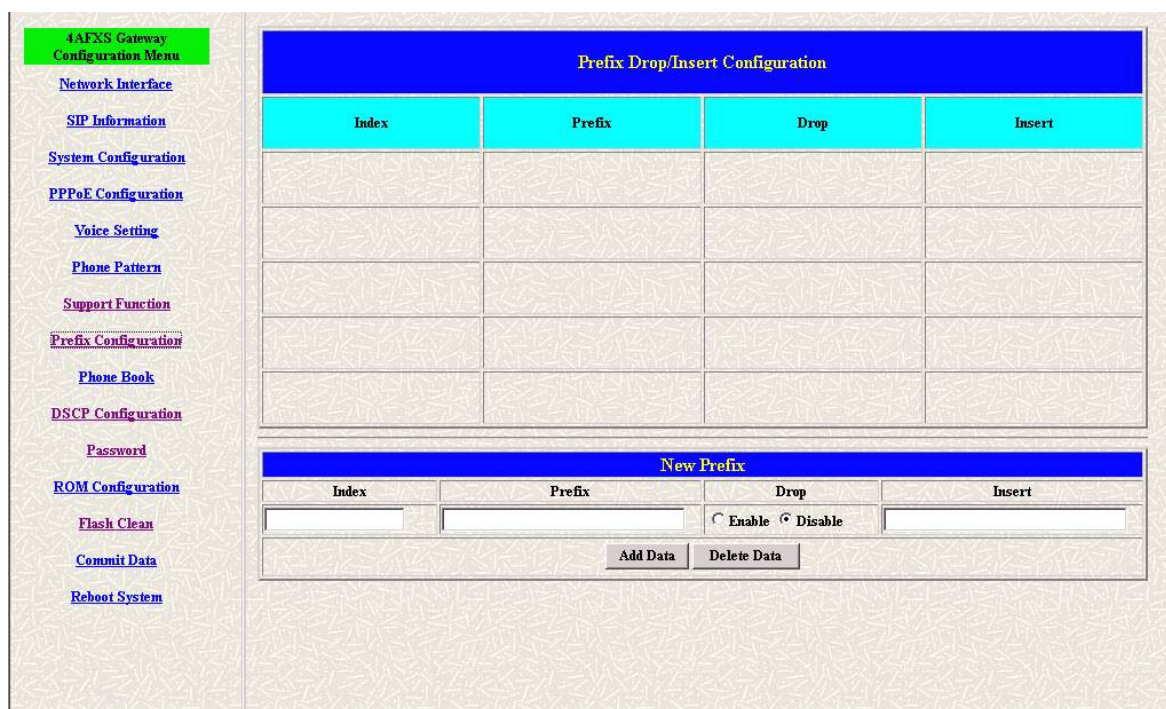 4AFXS Gateway
Configuration Menu
Network Interface
SIP Information
System Configuration
PPPoE Configuration
Voice Setting
Phone Pattern
Support Function
Prefix Configuration
Phone Book
DSCP Configuration
Password
ROM Configuration
Flash Clean
Commit Data
Reboot System
Prefix Drop/Insert Configuration
Index Prefix Drop Insert
New Prefix
Index Prefix Drop Insert
Enable Disable
Add Data Delete Data